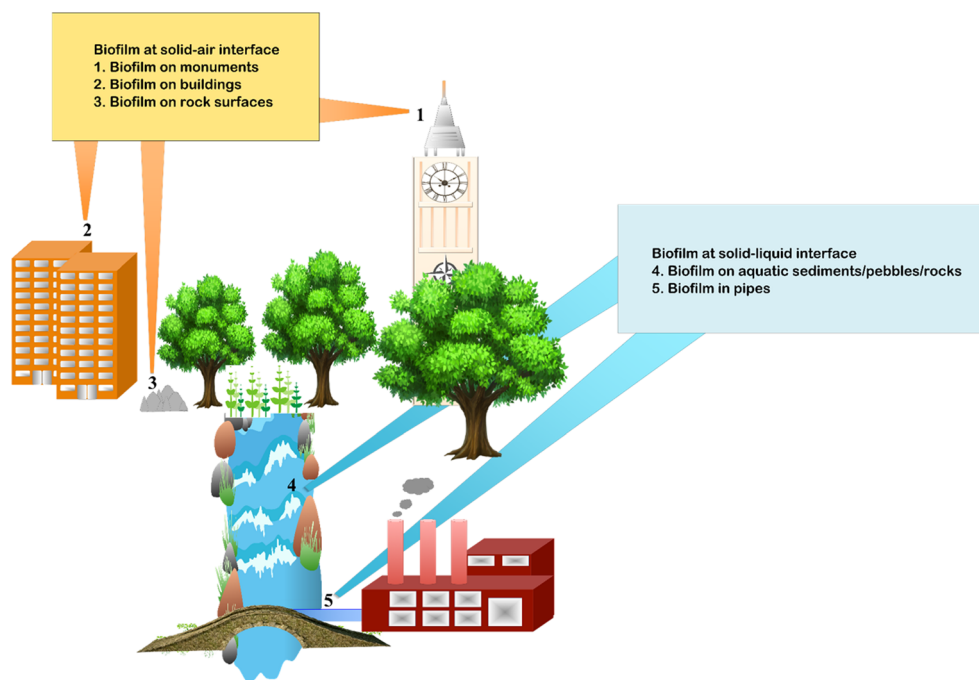 Biofilm at solid-air interface
1. Biofilm on monuments
2. Biofilm on buildings
3. Biofilm on rock surfaces
1
2
Biofilm at solid-liquid interface
4. Biofilm on aquatic sediments/pebbles/rocks
5. Biofilm in pipes
3
4
5